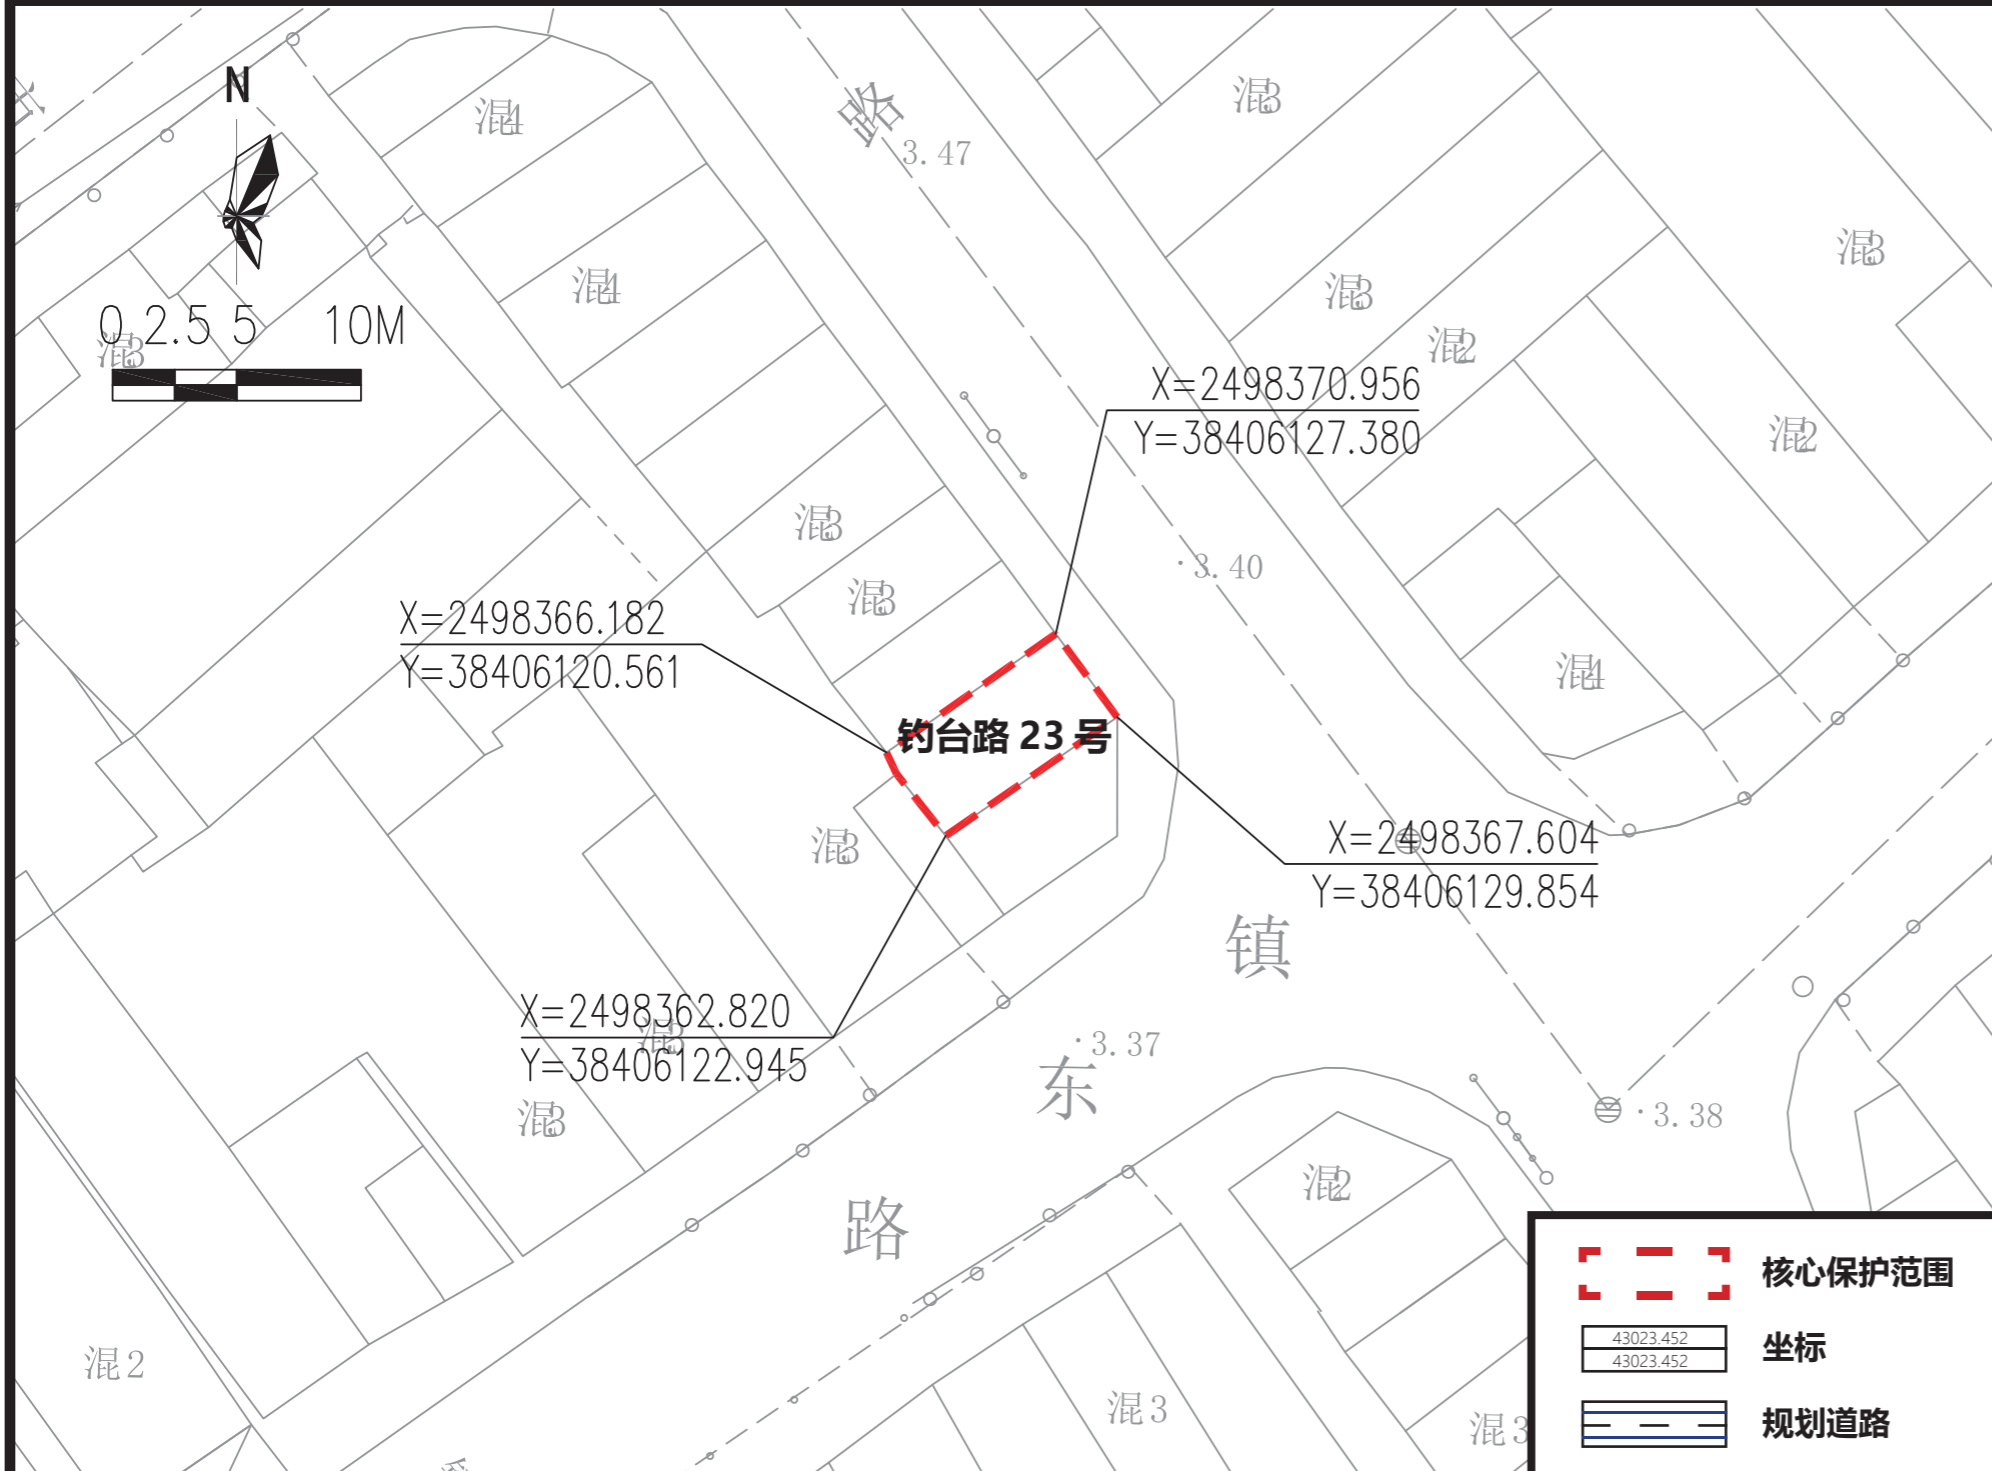 N
混4
路
3.47
混3
混3
混4
混3
0 2.5 5 10M
混3
混2
X=2498370.956
Y=38406127.380
混2
混3
3.40
混3
X=2498366.182
Y=38406120.561
混4
钓台路 23 号
混3
X=2498367.604
Y=38406129.854
镇
X=2498362.820
Y=38406122.945
混3
3.37
东
混3
3.38
混2
路
核心保护范围
43023.452
43023.452
坐标
混2
混3
混3
规划道路